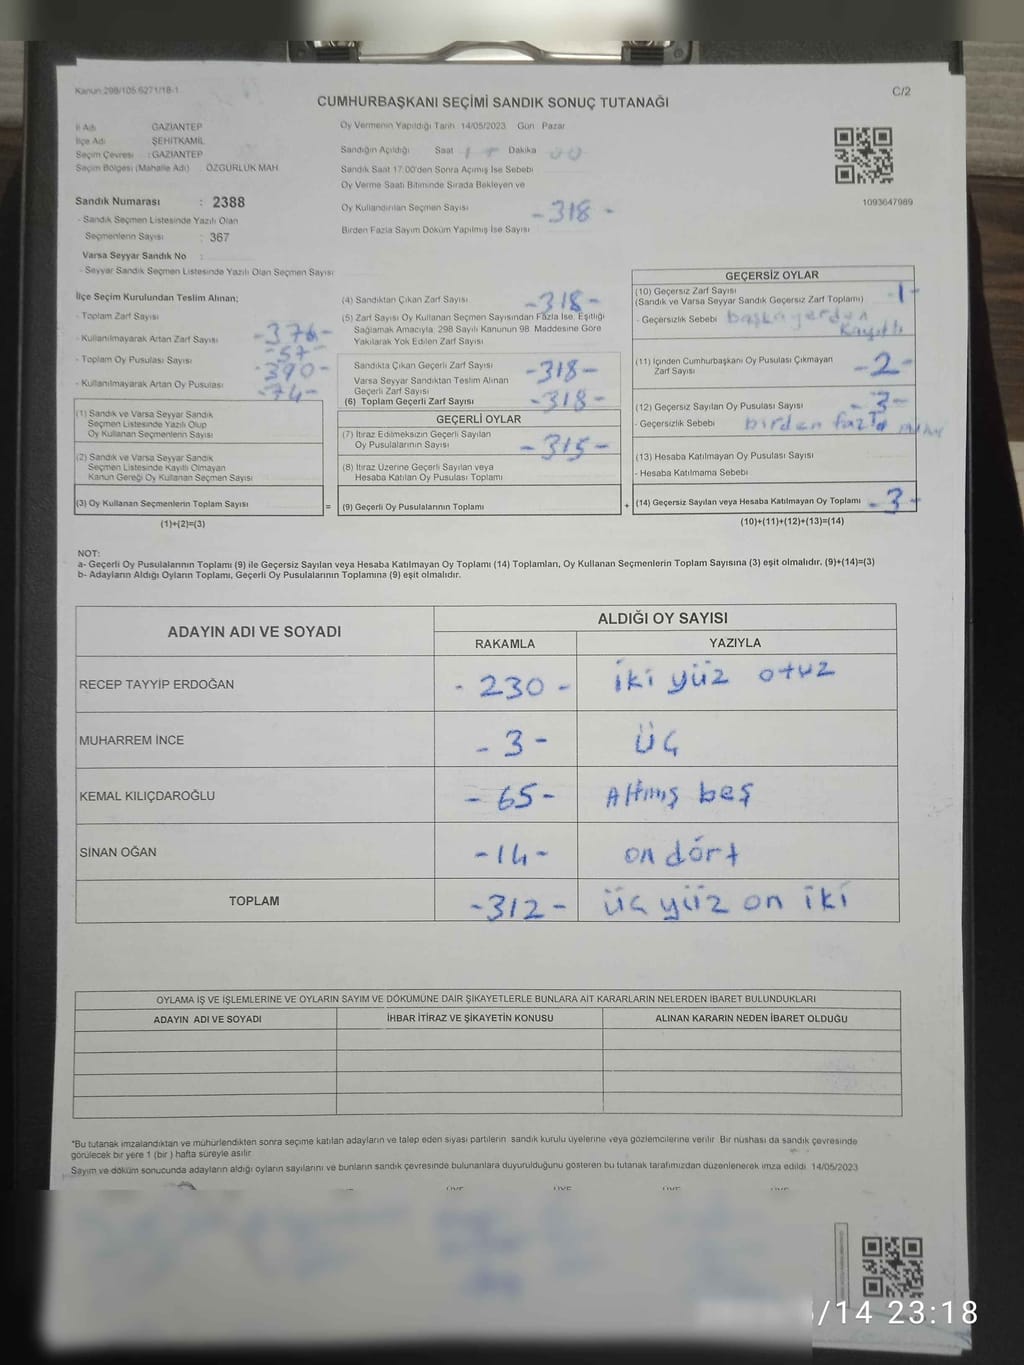 Kanun 298/105 6271/18-1
C/2
CUMHURBAŞKANI SEÇİMİ SANDIK SONUÇ TUTANAĞI
İl Adı GAZİANTEP
İlçe Adı ŞEHİTKAMİL
Seçim Çevresi : GAZİANTEP
Seçim Bölgesi (Mahalle Adı) ÖZGÜRLÜK MAH
Oy Vermenin Yapıldığı Tarih 14/05/2023 Gün Pazar
Sandığın Açıldığı Saat Dakika 00
Sandık Saat 17.00'den Sonra Açımış İse Sebebi
Oy Verme Saati Bitiminde Sırada Bekleyen ve
Oy Kullandırılan Seçmen Sayısı -318-
Birden Fazla Sayım Döküm Yapılmış İse Sayısı
1093647989
Sandık Numarası : 2388
- Sandık Seçmen Listesinde Yazılı Olan
Seçmenlerin Sayısı : 367
Varsa Seyyar Sandık No :
- Seyyar Sandık Seçmen Listesinde Yazılı Olan Seçmen Sayısı
İlçe Seçim Kurulundan Teslim Alınan;
- Toplam Zarf Sayısı
-376-
- Kullanılmayarak Artan Zarf Sayısı
-57-
- Toplam Oy Pusulası Sayısı
-390-
- Kullanılmayarak Artan Oy Pusulası
-74-
(1) Sandık ve Varsa Seyyar Sandık
Seçmen Listesinde Yazılı Olup
Oy Kullanan Seçmenlerin Sayısı
(2) Sandık ve Varsa Seyyar Sandık
Seçmen Listesinde Kayıtlı Olmayan
Kanun Gereği Oy Kullanan Seçmen Sayısı
(3) Oy Kullanan Seçmenlerin Toplam Sayısı
=
(1)+(2)=(3)
(4) Sandıktan Çıkan Zarf Sayısı -318-
(5) Zarf Sayısı Oy Kullanan Seçmen Sayısından Fazla İse, Eşitliği
Sağlamak Amacıyla, 298 Sayılı Kanunun 98. Maddesine Göre
Yakılarak Yok Edilen Zarf Sayısı
Sandıkta Çıkan Geçerli Zarf Sayısı -318-
Varsa Seyyar Sandıktan Teslim Alınan
Geçerli Zarf Sayısı
(6) Toplam Geçerli Zarf Sayısı -318-
GEÇERLİ OYLAR
(7) İtiraz Edilmeksizin Geçerli Sayılan
Oy Pusulalarının Sayısı -315-
(8) İtiraz Üzerine Geçerli Sayılan veya
Hesaba Katılan Oy Pusulası Toplamı
(9) Geçerli Oy Pusulalarının Toplamı
+
GEÇERSİZ OYLAR
(10) Geçersiz Zarf Sayısı -1-
(Sandık ve Varsa Seyyar Sandık Geçersiz Zarf Toplamı)
- Geçersizlik Sebebi başkayerden
kayıtlı
(11) İçinden Cumhurbaşkanı Oy Pusulası Çıkmayan
Zarf Sayısı -2-
(12) Geçersiz Sayılan Oy Pusulası Sayısı -3-
- Geçersizlik Sebebi birden fazla
(13) Hesaba Katılmayan Oy Pusulası Sayısı
- Hesaba Katılmama Sebebi
(14) Geçersiz Sayılan veya Hesaba Katılmayan Oy Toplamı -3-
(10)+(11)+(12)+(13)=(14)
NOT:
a- Geçerli Oy Pusulalarının Toplamı (9) ile Geçersiz Sayılan veya Hesaba Katılmayan Oy Toplamı (14) Toplamları, Oy Kullanan Seçmenlerin Toplam Sayısına (3) eşit olmalıdır. (9)+(14)=(3)
b- Adayların Aldığı Oyların Toplamı, Geçerli Oy Pusulalarının Toplamına (9) eşit olmalıdır.
ADAYIN ADI VE SOYADI
ALDIĞI OY SAYISI
RAKAMLA YAZIYLA
RECEP TAYYİP ERDOĞAN -230- iki yüz otuz
MUHARREM İNCE -3- üç
KEMAL KILIÇDAROĞLU -65- Altmış beş
SİNAN OĞAN -14- on dört
TOPLAM -312- üç yüz on iki
OYLAMA İŞ VE İŞLEMLERİNE VE OYLARIN SAYIM VE DÖKÜMÜNE DAİR ŞİKAYETLERLE BUNLARA AİT KARARLARIN NELERDEN İBARET BULUNDUKLARI
ADAYIN ADI VE SOYADI İHBAR İTİRAZ VE ŞİKAYETİN KONUSU ALINAN KARARIN NEDEN İBARET OLDUĞU
*Bu tutanak imzalandıktan ve mühürlendikten sonra seçime katılan adayların ve talep eden siyasi partilerin sandık kurulu üyelerine veya gözlemcilerine verilir. Bir nüshası da sandık çevresinde
görülecek bir yere 1 (bir ) hafta süreyle asılır.
Sayım ve döküm sonucunda adayların aldığı oyların sayılarını ve bunların sandık çevresinde bulunanlara duyurulduğunu gösteren bu tutanak tarafımızdan düzenlenerek imza edildi. 14/05/2023
/14 23:18